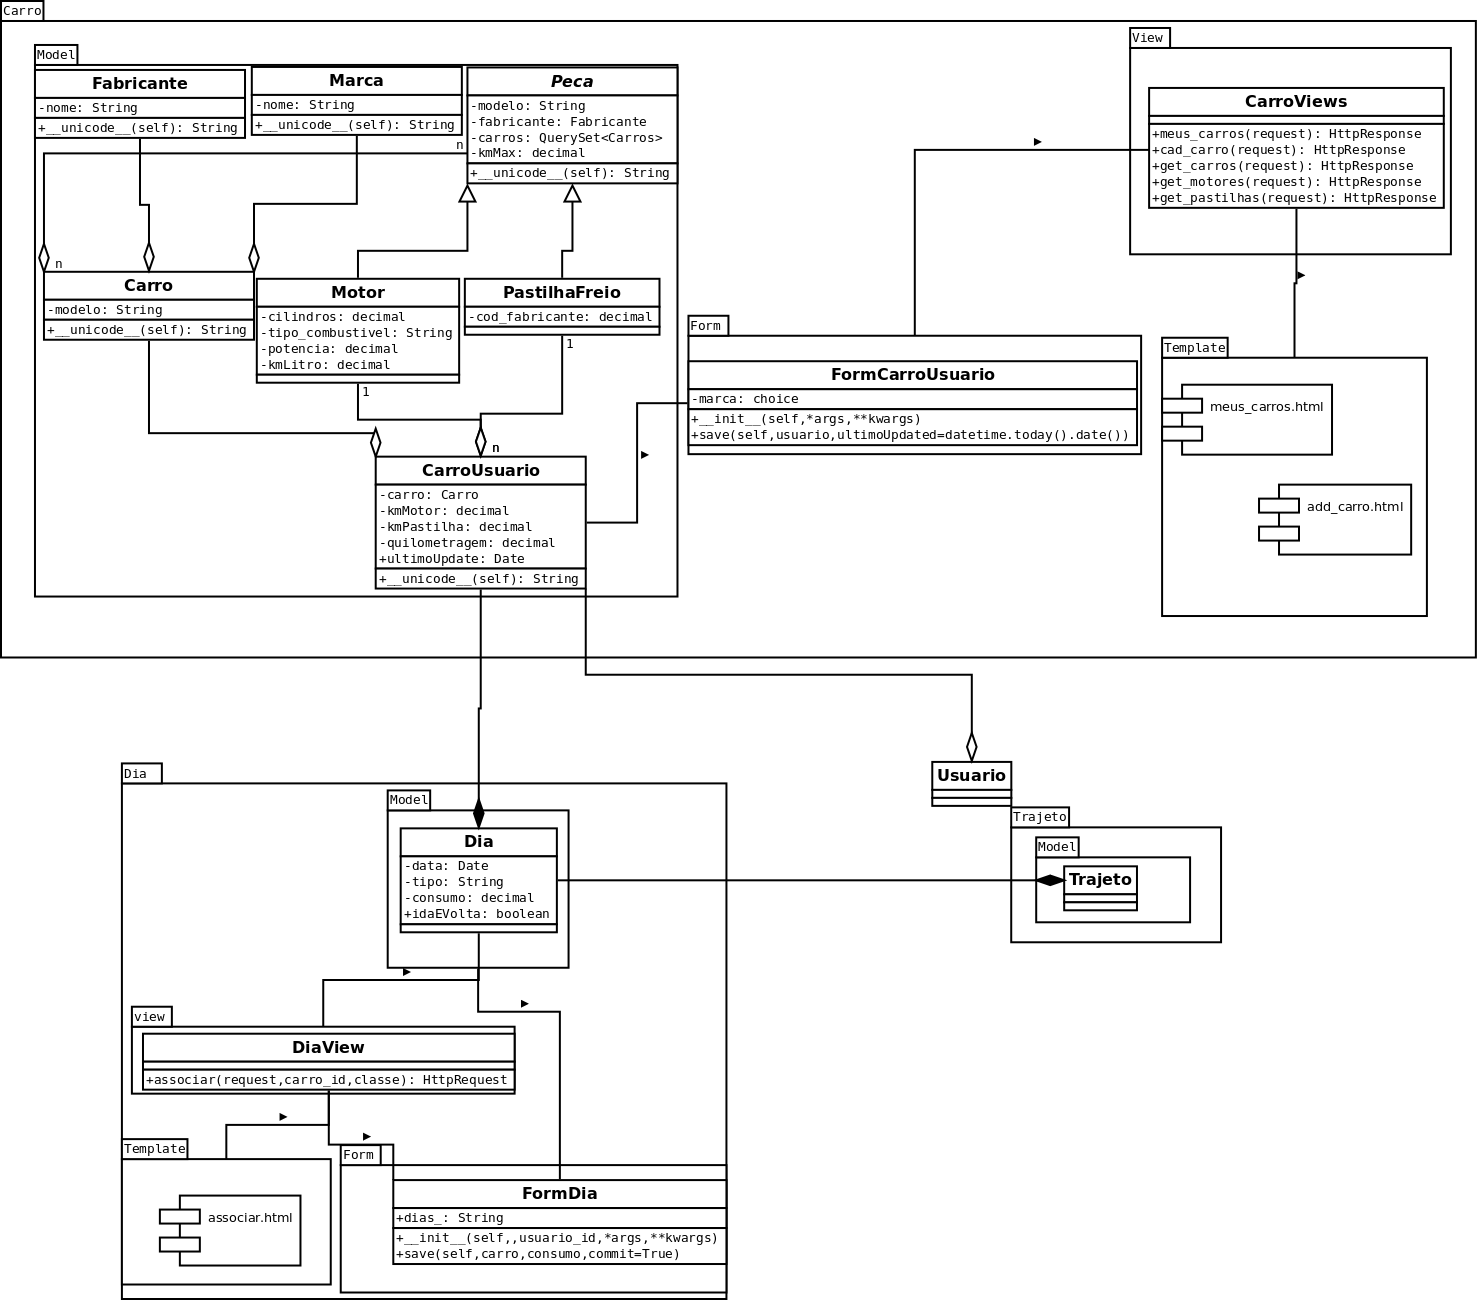 Carro
Model
Fabricante
-nome: String
+__unicode__(self): String
Marca
-nome: String
+__unicode__(self): String
Peca
-modelo: String
-fabricante: Fabricante
-carros: QuerySet<Carros>
-kmMax: decimal
+__unicode__(self): String
n
n
Carro
-modelo: String
+__unicode__(self): String
Motor
-cilindros: decimal
-tipo_combustivel: String
-potencia: decimal
-kmLitro: decimal
PastilhaFreio
-cod_fabricante: decimal
1
1
n
CarroUsuario
-carro: Carro
-kmMotor: decimal
-kmPastilha: decimal
-quilometragem: decimal
+ultimoUpdate: Date
+__unicode__(self): String
Form
FormCarroUsuario
-marca: choice
+__init__(self,*args,**kwargs)
+save(self,usuario,ultimoUpdated=datetime.today().date())
View
CarroViews
+meus_carros(request): HttpResponse
+cad_carro(request): HttpResponse
+get_carros(request): HttpResponse
+get_motores(request): HttpResponse
+get_pastilhas(request): HttpResponse
Template
meus_carros.html
add_carro.html
Usuario
Trajeto
Model
Trajeto
Dia
Model
Dia
-data: Date
-tipo: String
-consumo: decimal
+idaEVolta: boolean
view
DiaView
+associar(request,carro_id,classe): HttpRequest
Template
associar.html
Form
FormDia
+dias_: String
+__init__(self,,usuario_id,*args,**kwargs)
+save(self,carro,consumo,commit=True)